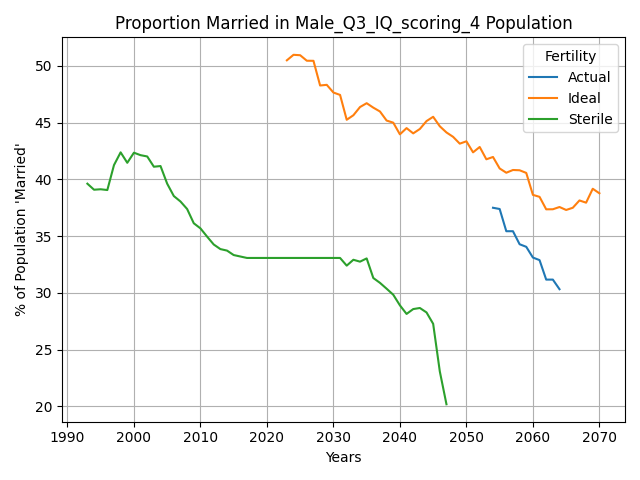 Proportion Married in Male_Q3_IQ_scoring_4 Population
Fertility
Actual
Ideal
Sterile
% of Population 'Married'
50
45
40
35
30
25
20
1990 2000 2010 2020 2030 2040 2050 2060 2070
Years